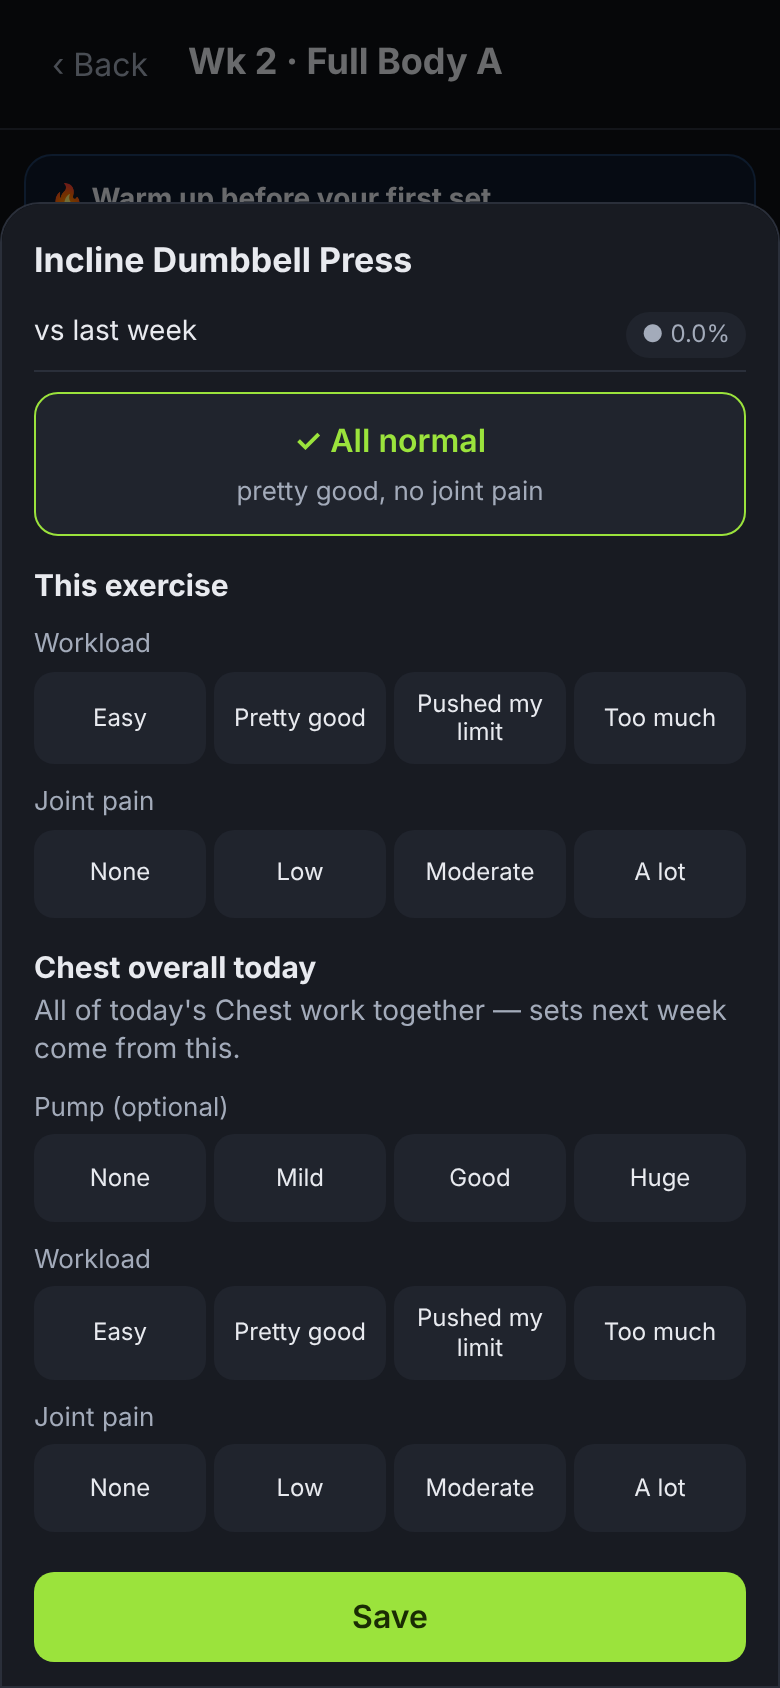 ‹ Back Wk 2 · Full Body A
🔥 Warm up before your first set
Incline Dumbbell Press
vs last week 0.0%
✓ All normal
pretty good, no joint pain
This exercise
Workload
Easy Pretty good Pushed my limit Too much
Joint pain
None Low Moderate A lot
Chest overall today
All of today's Chest work together — sets next week
come from this.
Pump (optional)
None Mild Good Huge
Workload
Easy Pretty good Pushed my limit Too much
Joint pain
None Low Moderate A lot
Save